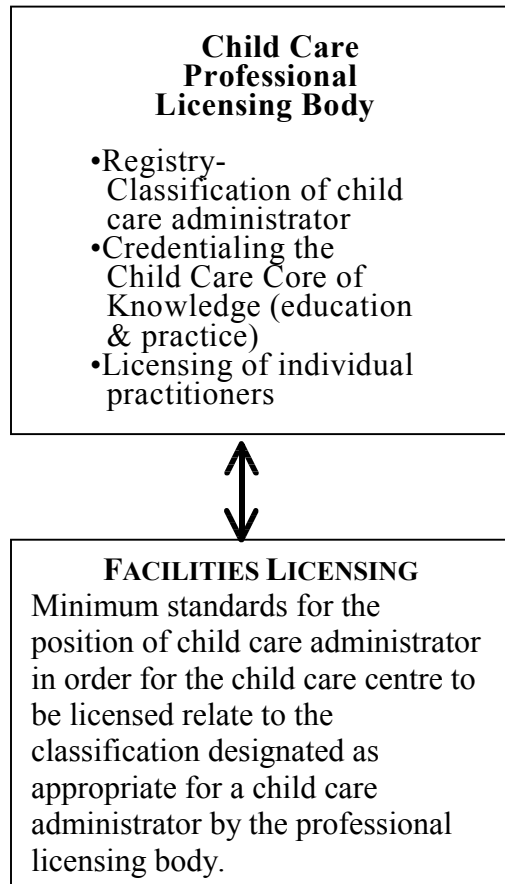 Child Care
Professional
Licensing Body
•Registry-
Classification of child
care administrator
•Credentialing the
Child Care Core of
Knowledge (education
& practice)
•Licensing of individual
practitioners
FACILITIES LICENSING
Minimum standards for the
position of child care administrator
in order for the child care centre to
be licensed relate to the
classification designated as
appropriate for a child care
administrator by the professional
licensing body.